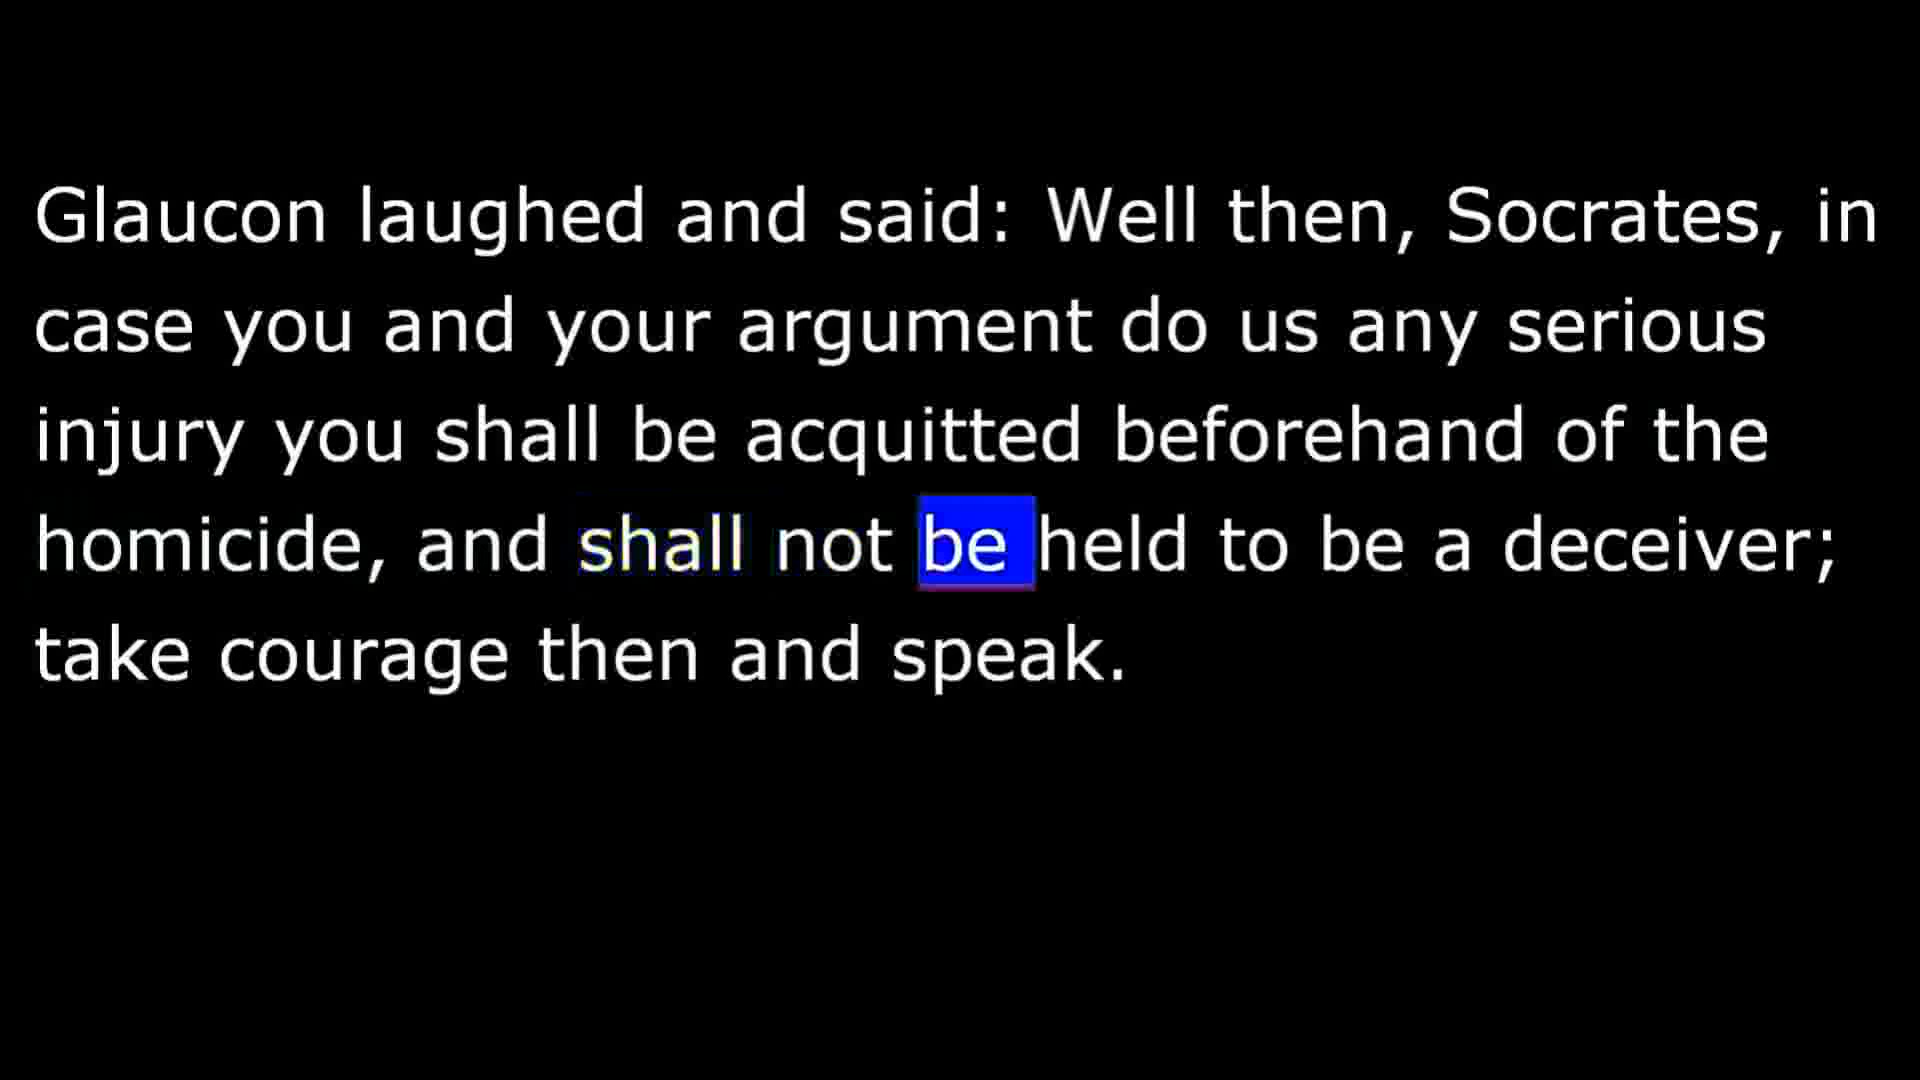 Glaucon laughed and said: Well then, Socrates, in
case you and your argument do us any serious
injury you shall be acquitted beforehand of the
homicide, and shall not be held to be a deceiver;
take courage then and speak.